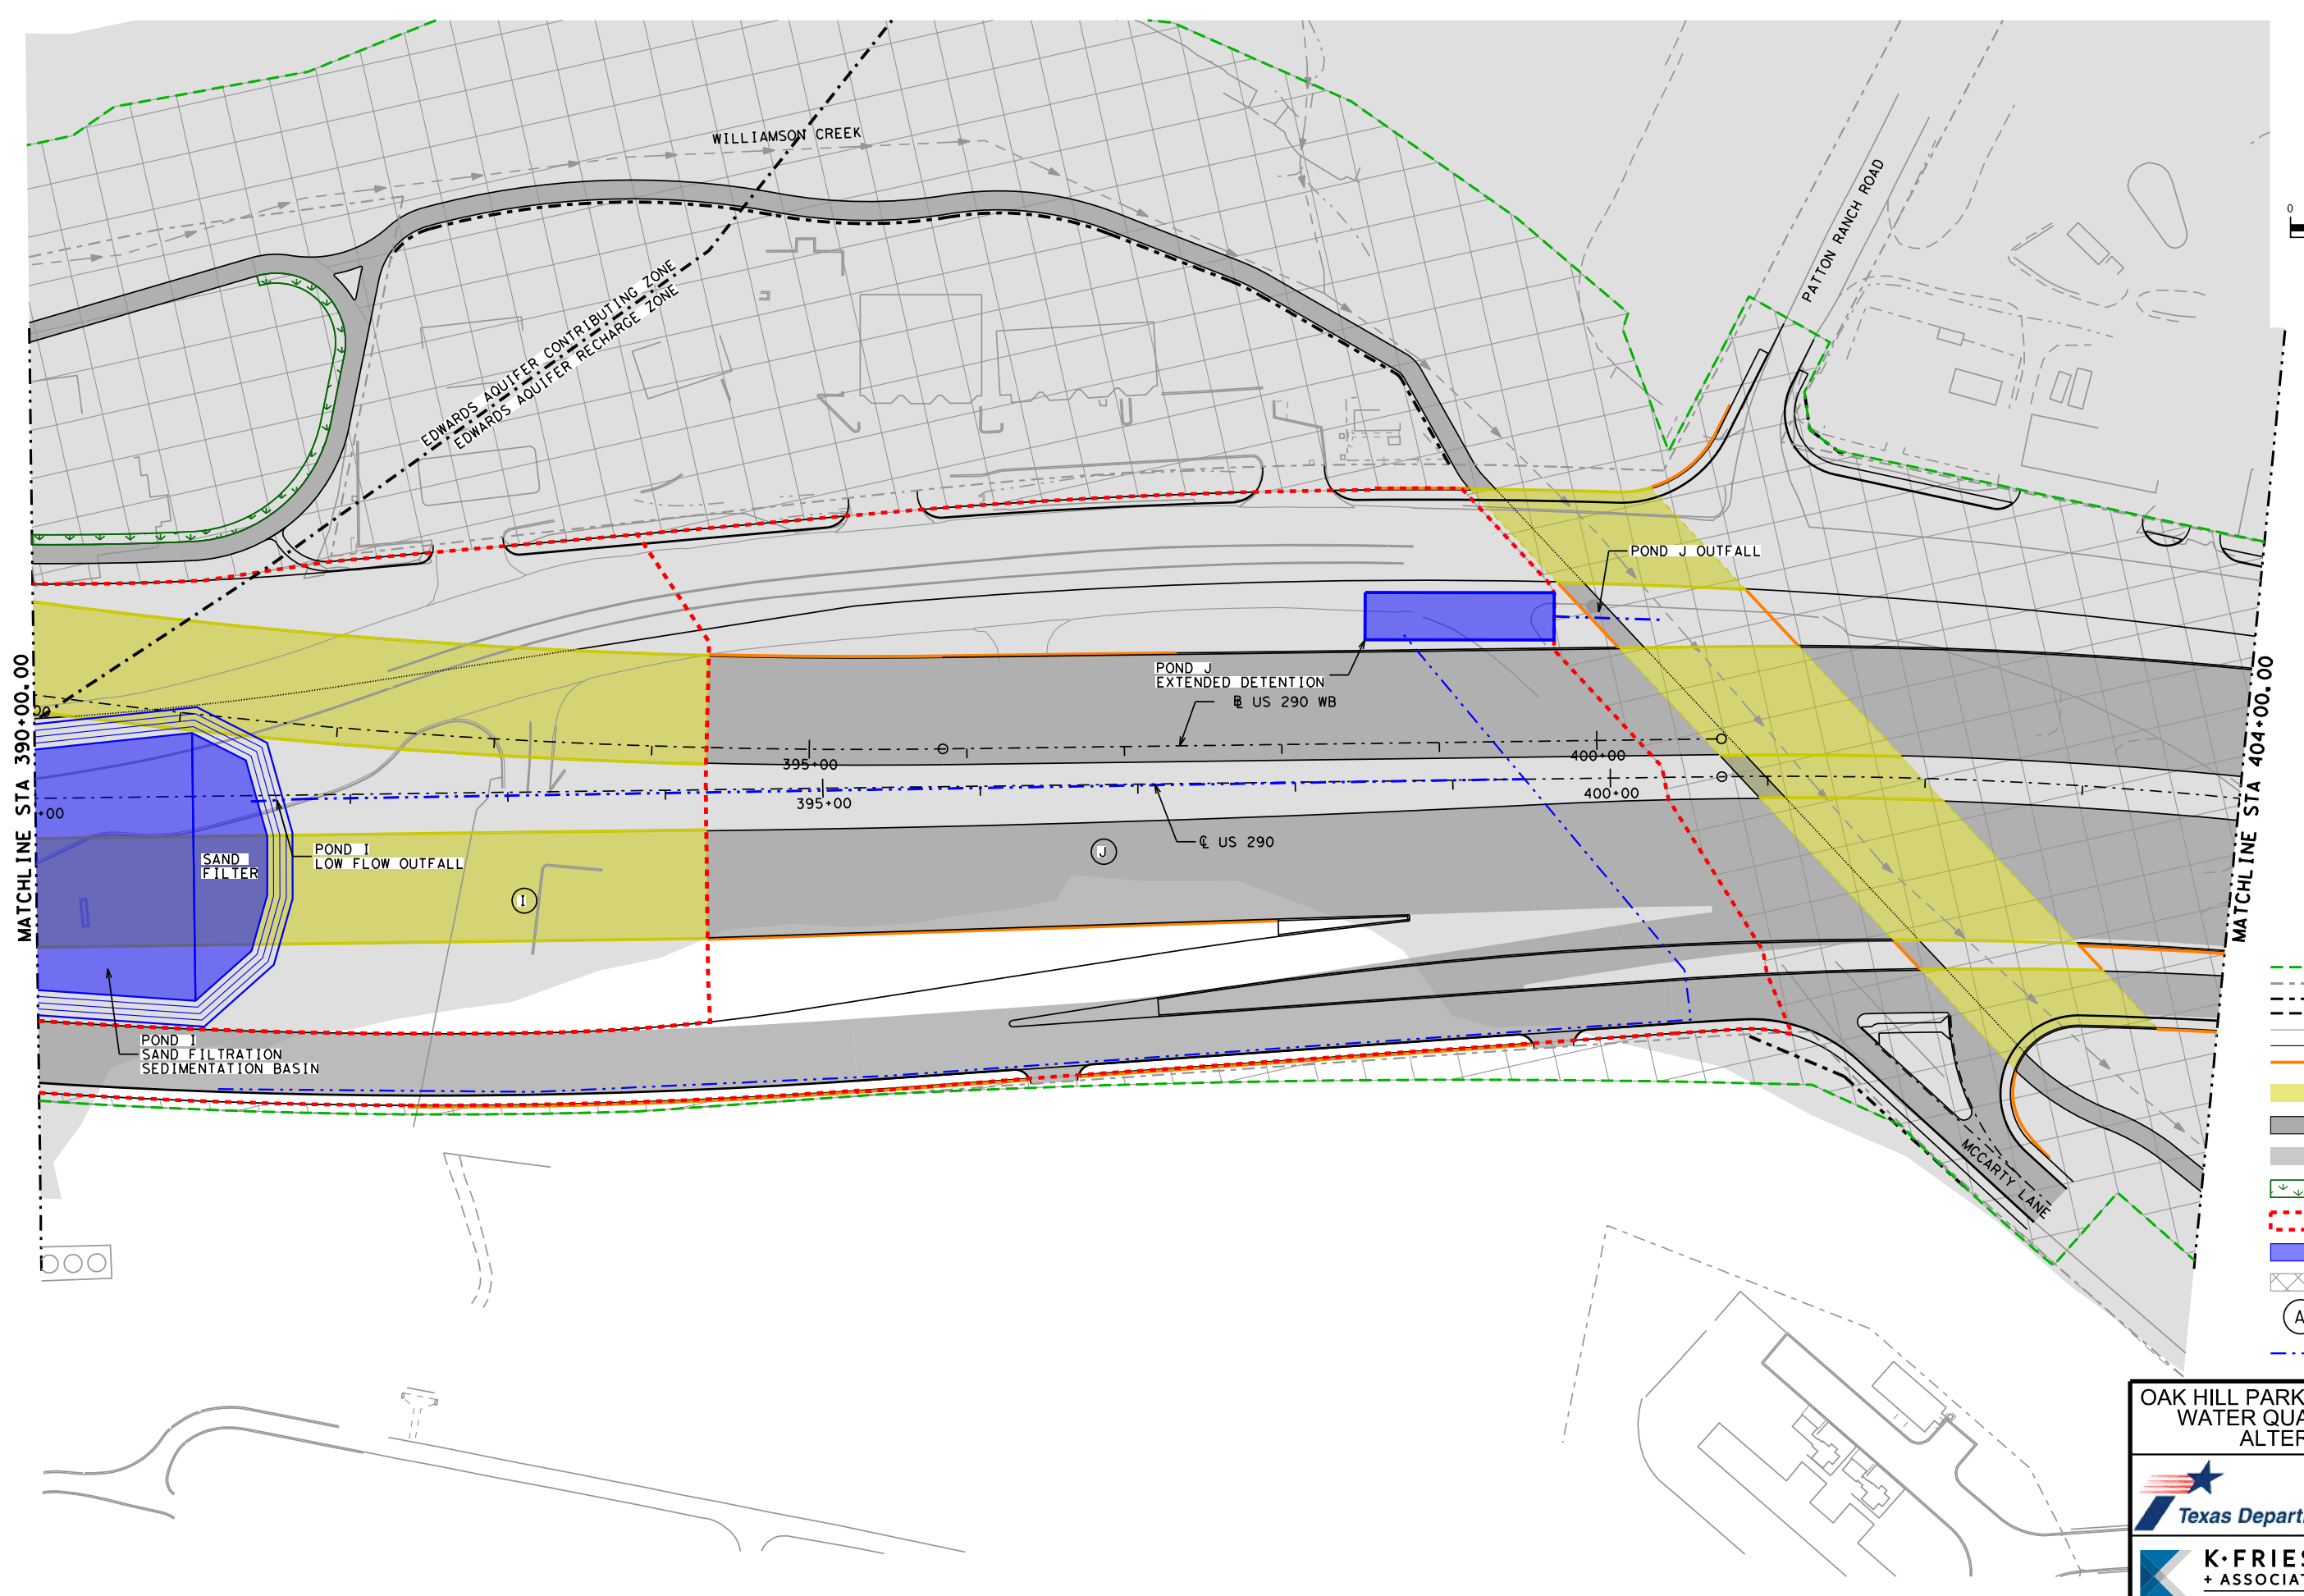 WILLIAMSON CREEK
0
PATTON RANCH ROAD
EDWARDS AQUIFER CONTRIBUTING ZONE
EDWARDS AQUIFER RECHARGE ZONE
POND J OUTFALL
POND J
EXTENDED DETENTION
US 290 WB
395+00
400+00
395+00
400+00
+00
US 290
J
I
SAND
FILTER
POND I
LOW FLOW OUTFALL
POND I
SAND FILTRATION
SEDIMENTATION BASIN
MATCHLINE STA 390+00.00
MATCHLINE STA 404+00.00
MCCARTY LANE
A
OAK HILL PARK
WATER QUA
ALTER
Texas Depart
K·FRIES
+ ASSOCIAT